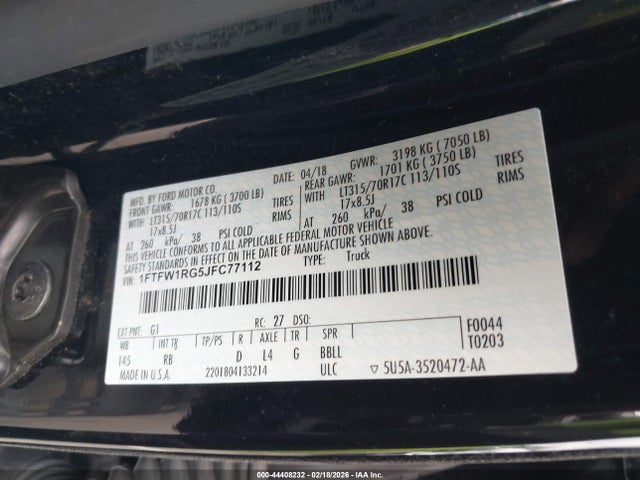 MFD. BY FORD MOTOR CO.
DATE: 04/18 GVWR: 3198 KG ( 7050 LB)
FRONT GAWR: 1678 KG ( 3700 LB) REAR GAWR: 1701 KG ( 3750 LB)
WITH LT315/70R17C 113/110S TIRES WITH LT315/70R17C 113/110S TIRES
17x8.5J RIMS 17x8.5J RIMS
AT 260 kPa/ 38 PSI COLD AT 260 kPa/ 38 PSI COLD
THIS VEHICLE CONFORMS TO ALL APPLICABLE FEDERAL MOTOR VEHICLE
SAFETY STANDARDS IN EFFECT ON THE DATE OF MANUFACTURE SHOWN ABOVE.
VIN: 1FTFW1RG5JFC77112 TYPE: Truck
EXT PNT: G1 RC: 27 DSO: F0044
WB INT TR TP/PS R AXLE TR SPR T0203
145 RB D L4 G BBLL
MADE IN U.S.A. 2201804133214 ULC 5U5A-3520472-AA
000-44408232 - 02/18/2026 - IAAI.COM